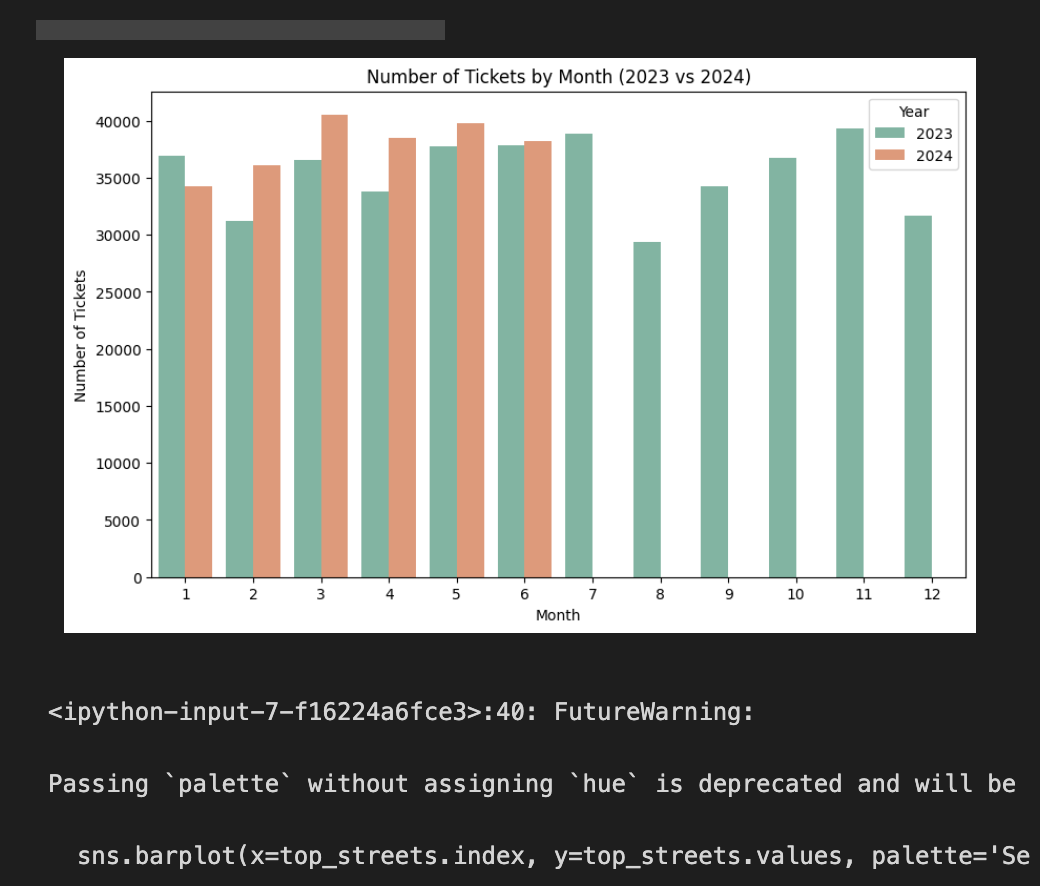 Number of Tickets by Month (2023 vs 2024)
Year
2023
2024
Number of Tickets
40000
35000
30000
25000
20000
15000
10000
5000
0
1 2 3 4 5 6 7 8 9 10 11 12
Month
<ipython-input-7-f16224a6fce3>:40: FutureWarning:
Passing `palette` without assigning `hue` is deprecated and will be
sns.barplot(x=top_streets.index, y=top_streets.values, palette='Se